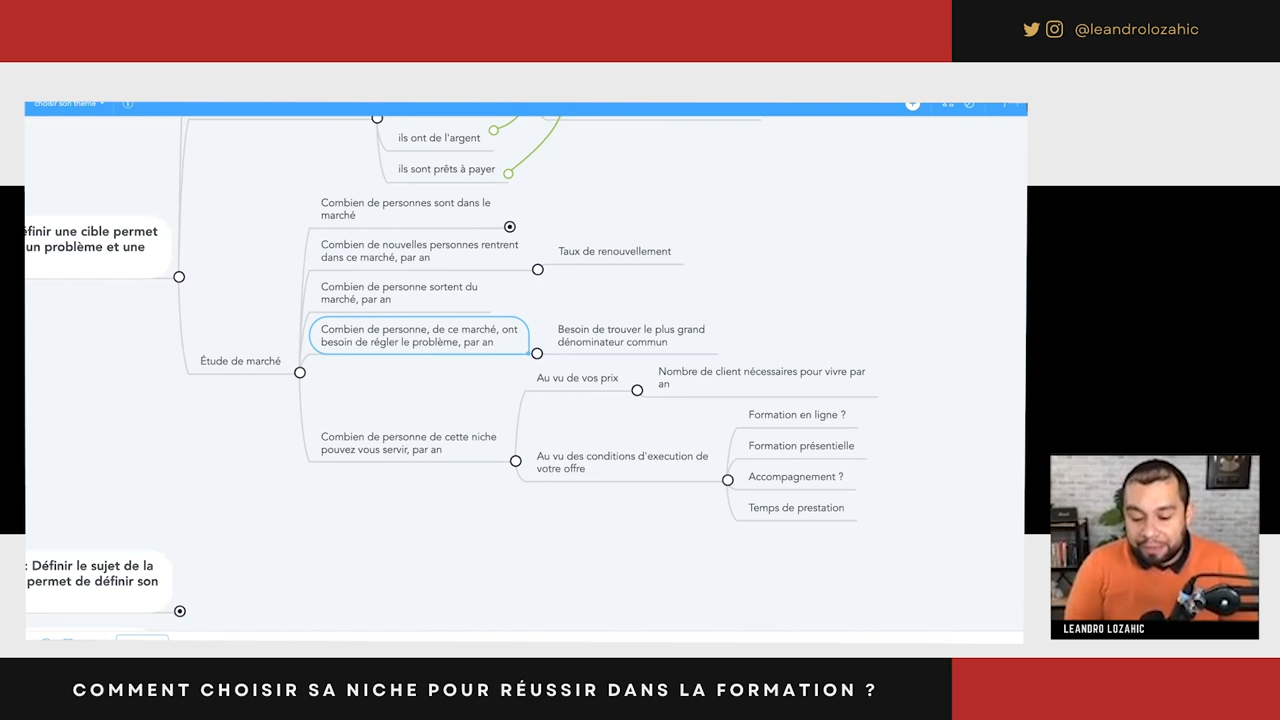 @leandrolozahic
choisir son thème
ils ont de l'argent
ils sont prêts à payer
Combien de personnes sont dans le
marché
Combien de nouvelles personnes rentrent
dans ce marché, par an
Taux de renouvellement
Combien de personne sortent du
marché, par an
éfinir une cible permet
un problème et une
Combien de personne, de ce marché, ont
besoin de régler le problème, par an
Besoin de trouver le plus grand
dénominateur commun
Étude de marché
Au vu de vos prix
Nombre de client nécessaires pour vivre par
an
Combien de personne de cette niche
pouvez vous servir, par an
Au vu des conditions d'execution de
votre offre
Formation en ligne ?
Formation présentielle
Accompagnement ?
Temps de prestation
: Définir le sujet de la
permet de définir son
LEANDRO LOZAHIC
COMMENT CHOISIR SA NICHE POUR RÉUSSIR DANS LA FORMATION ?